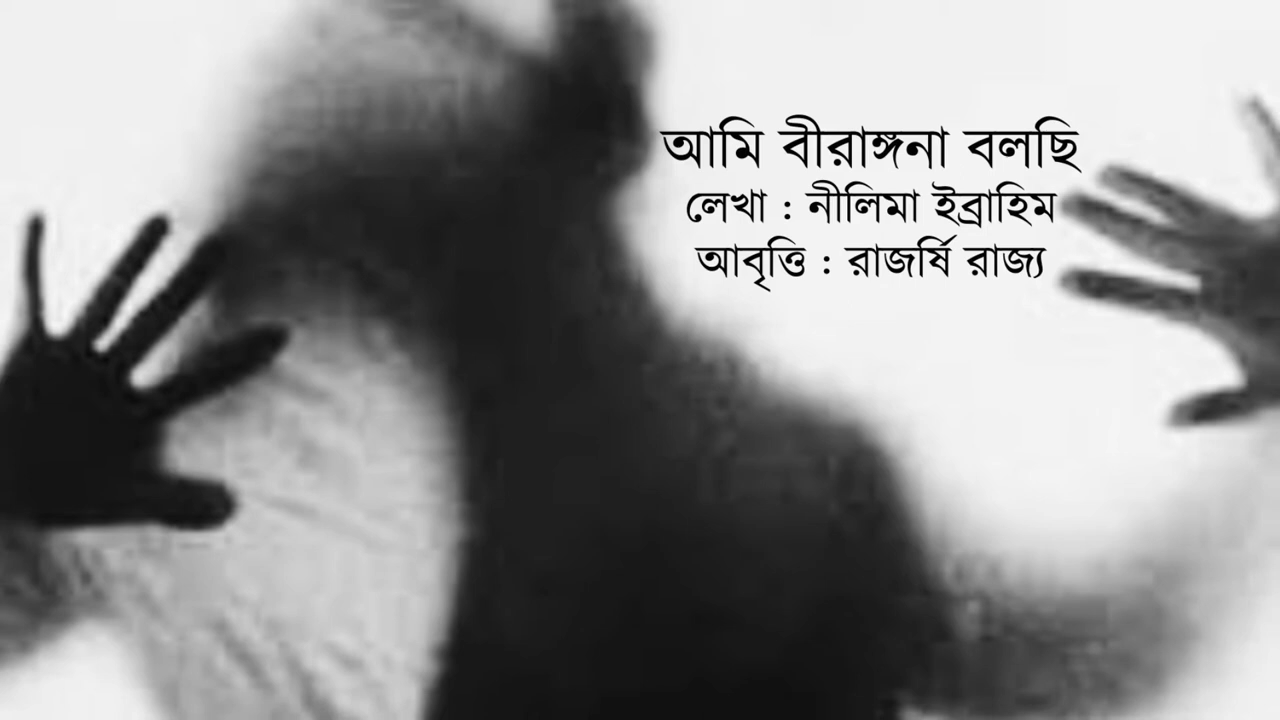 আমি বীরাঙ্গনা বলছি
লেখা : নীলিমা ইব্রাহিম
আবৃত্তি : রাজর্ষি রাজ্য